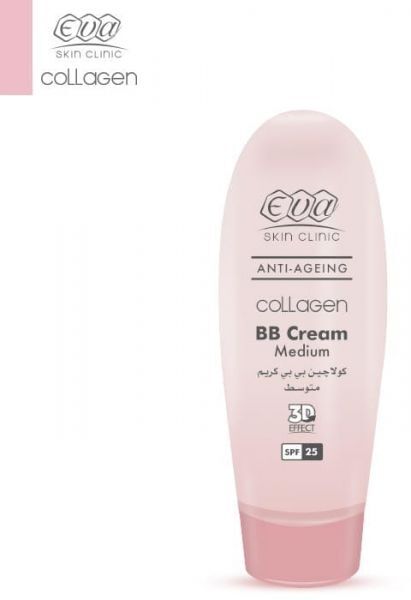 Eva
SKIN CLINIC
coLLagen
Eva
SKIN CLINIC
ANTI-AGEING
coLLagen
BB Cream
Medium
كولاجين بي بي كريم
متوسط
3D
EFFECT
SPF 25